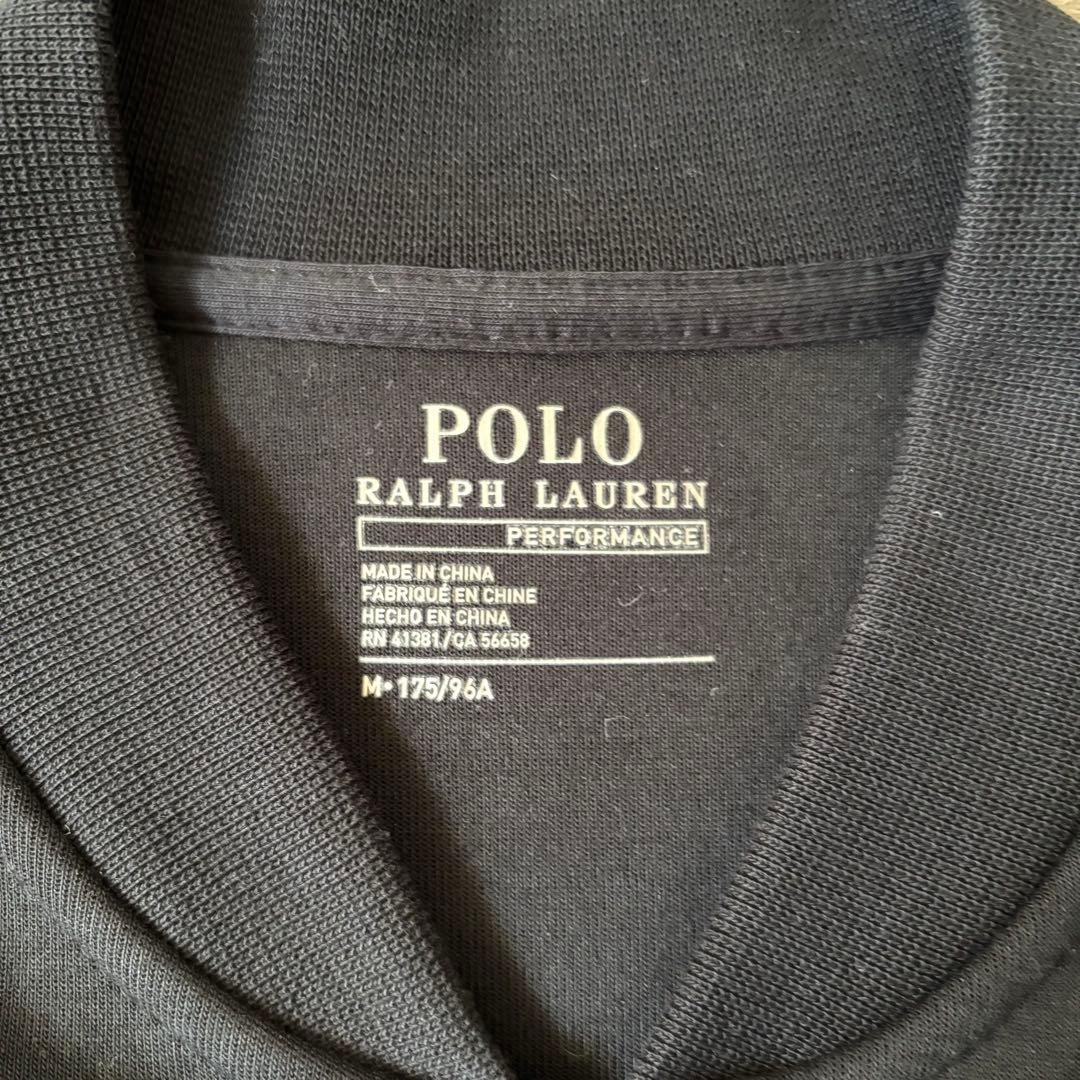 POLO
RALPH LAUREN
PERFORMANCE
MADE IN CHINA
FABRIQUÉ EN CHINE
HECHO EN CHINA
RN 41381/CA 56658
M•175/96A